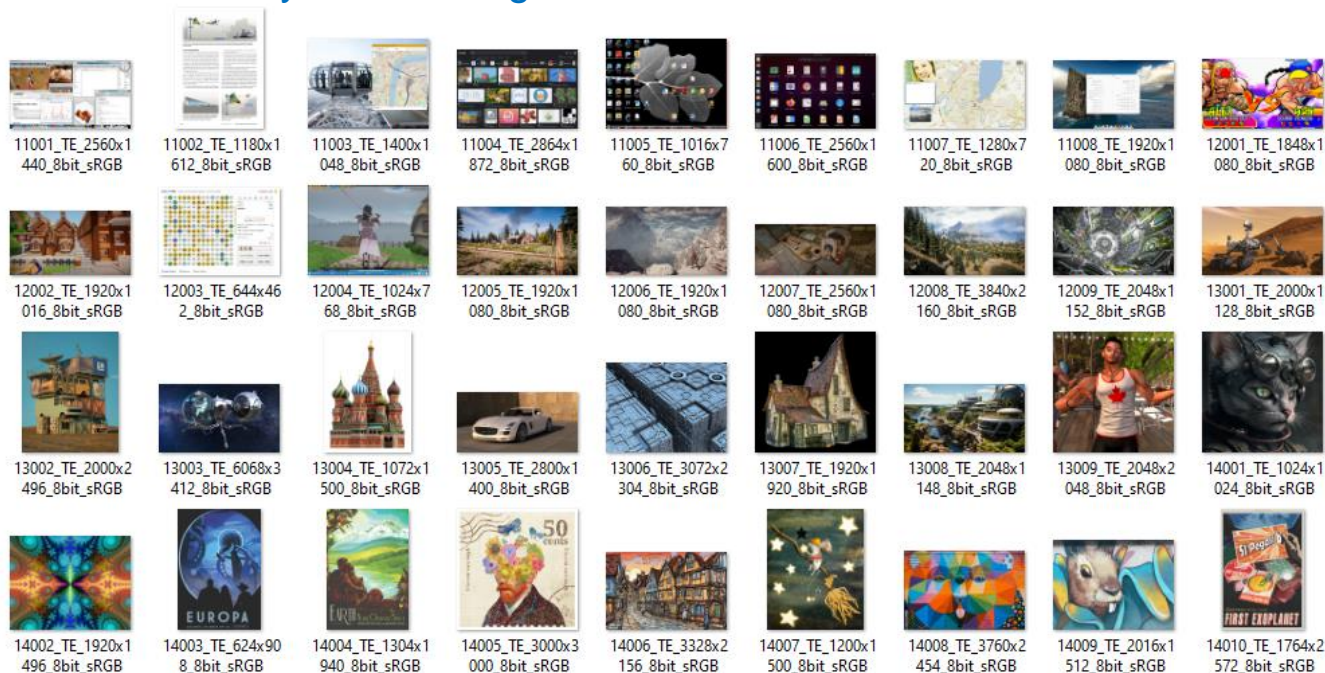 11001_TE_2560x1 11002_TE_1180x1 11003_TE_1400x1 11004_TE_2864x1 11005_TE_1016x7 11006_TE_2560x1 11007_TE_1280x7 11008_TE_1920x1 12001_TE_1848x1
440_8bit_sRGB 612_8bit_sRGB 048_8bit_sRGB 872_8bit_sRGB 60_8bit_sRGB 600_8bit_sRGB 20_8bit_sRGB 080_8bit_sRGB 080_8bit_sRGB
12002_TE_1920x1 12003_TE_644x46 12004_TE_1024x7 12005_TE_1920x1 12006_TE_1920x1 12007_TE_2560x1 12008_TE_3840x2 12009_TE_2048x1 13001_TE_2000x1
016_8bit_sRGB 2_8bit_sRGB 68_8bit_sRGB 080_8bit_sRGB 080_8bit_sRGB 080_8bit_sRGB 160_8bit_sRGB 152_8bit_sRGB 128_8bit_sRGB
13002_TE_2000x2 13003_TE_6068x3 13004_TE_1072x1 13005_TE_2800x1 13006_TE_3072x2 13007_TE_1920x1 13008_TE_2048x1 13009_TE_2048x2 14001_TE_1024x1
496_8bit_sRGB 412_8bit_sRGB 500_8bit_sRGB 400_8bit_sRGB 304_8bit_sRGB 920_8bit_sRGB 148_8bit_sRGB 048_8bit_sRGB 024_8bit_sRGB
50
cents
EUROPA
EARTH
FIRST EXOPLANET
14002_TE_1920x1 14003_TE_624x90 14004_TE_1304x1 14005_TE_3000x3 14006_TE_3328x2 14007_TE_1200x1 14008_TE_3760x2 14009_TE_2016x1 14010_TE_1764x2
496_8bit_sRGB 8_8bit_sRGB 940_8bit_sRGB 000_8bit_sRGB 156_8bit_sRGB 500_8bit_sRGB 454_8bit_sRGB 512_8bit_sRGB 572_8bit_sRGB